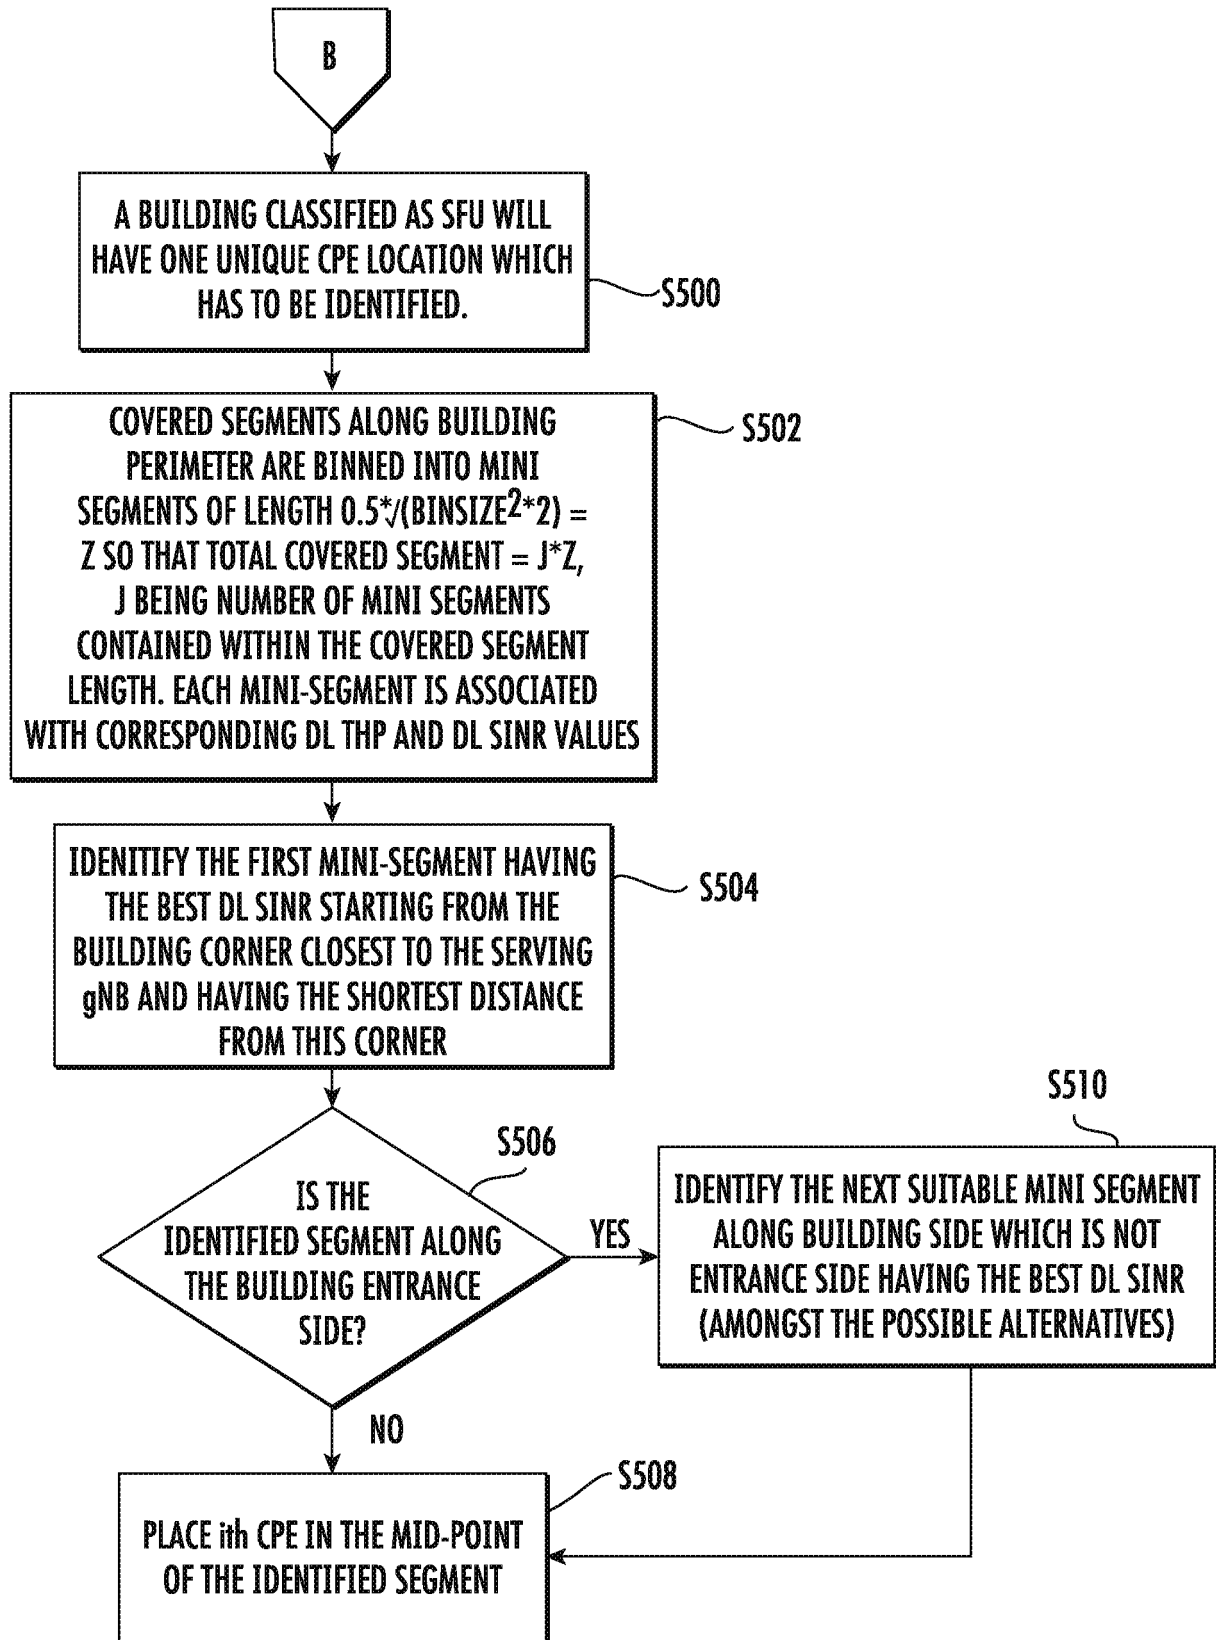 B
A BUILDING CLASSIFIED AS SFU WILL
HAVE ONE UNIQUE CPE LOCATION WHICH
HAS TO BE IDENTIFIED.
S500
COVERED SEGMENTS ALONG BUILDING
PERIMETER ARE BINNED INTO MINI
SEGMENTS OF LENGTH 0.5*√(BINSIZE²*2) =
Z SO THAT TOTAL COVERED SEGMENT = J*Z,
J BEING NUMBER OF MINI SEGMENTS
CONTAINED WITHIN THE COVERED SEGMENT
LENGTH. EACH MINI-SEGMENT IS ASSOCIATED
WITH CORRESPONDING DL THP AND DL SINR VALUES
S502
IDENITIFY THE FIRST MINI-SEGMENT HAVING
THE BEST DL SINR STARTING FROM THE
BUILDING CORNER CLOSEST TO THE SERVING
gNB AND HAVING THE SHORTEST DISTANCE
FROM THIS CORNER
S504
IS THE
IDENTIFIED SEGMENT ALONG
THE BUILDING ENTRANCE
SIDE?
S506
YES
S510
IDENTIFY THE NEXT SUITABLE MINI SEGMENT
ALONG BUILDING SIDE WHICH IS NOT
ENTRANCE SIDE HAVING THE BEST DL SINR
(AMONGST THE POSSIBLE ALTERNATIVES)
NO
S508
PLACE ith CPE IN THE MID-POINT
OF THE IDENTIFIED SEGMENT